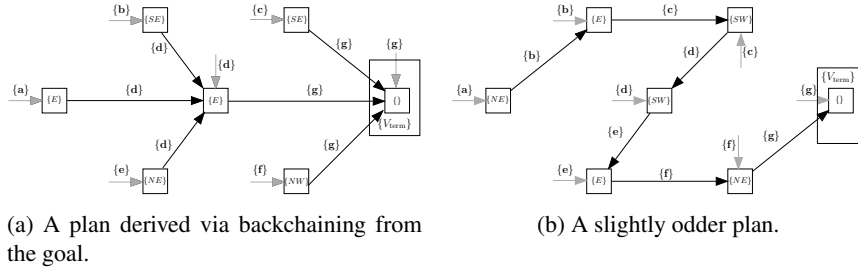 {b}
{SE}
{d}
{c}
{SE}
{g}
{g}
{a}
{E}
{d}
{d}
{E}
{g}
{}
{V_term}
{d}
{e}
{NE}
{g}
{f}
{NW}
(a) A plan derived via backchaining from
the goal.
{b}
{E}
{c}
{SW}
{c}
{b}
{d}
{a}
{NE}
{d}
{SW}
{V_term}
{g}
{}
{e}
{f}
{g}
{e}
{E}
{f}
{NE}
(b) A slightly odder plan.